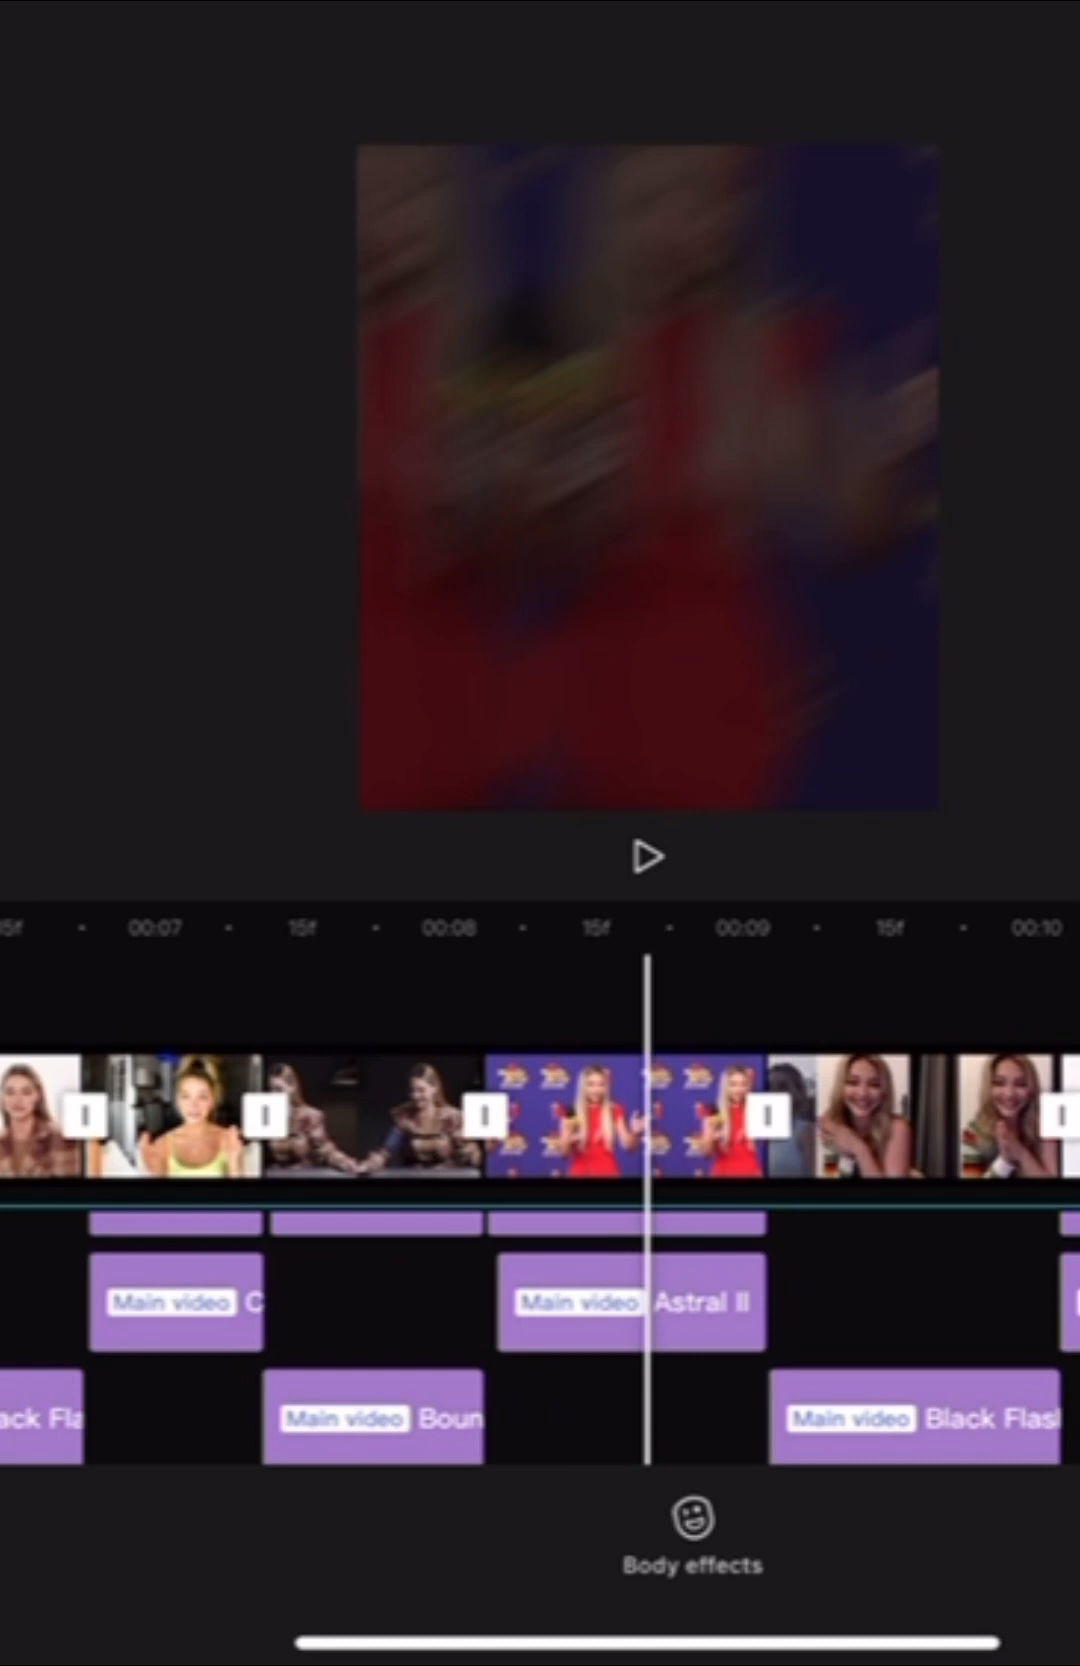 15f 00:07 15f 00:08 15f 00:09 15f 00:10
Main video C
Main video Astral II
ack Fla
Main video Boun
Main video Black Flas
Body effects